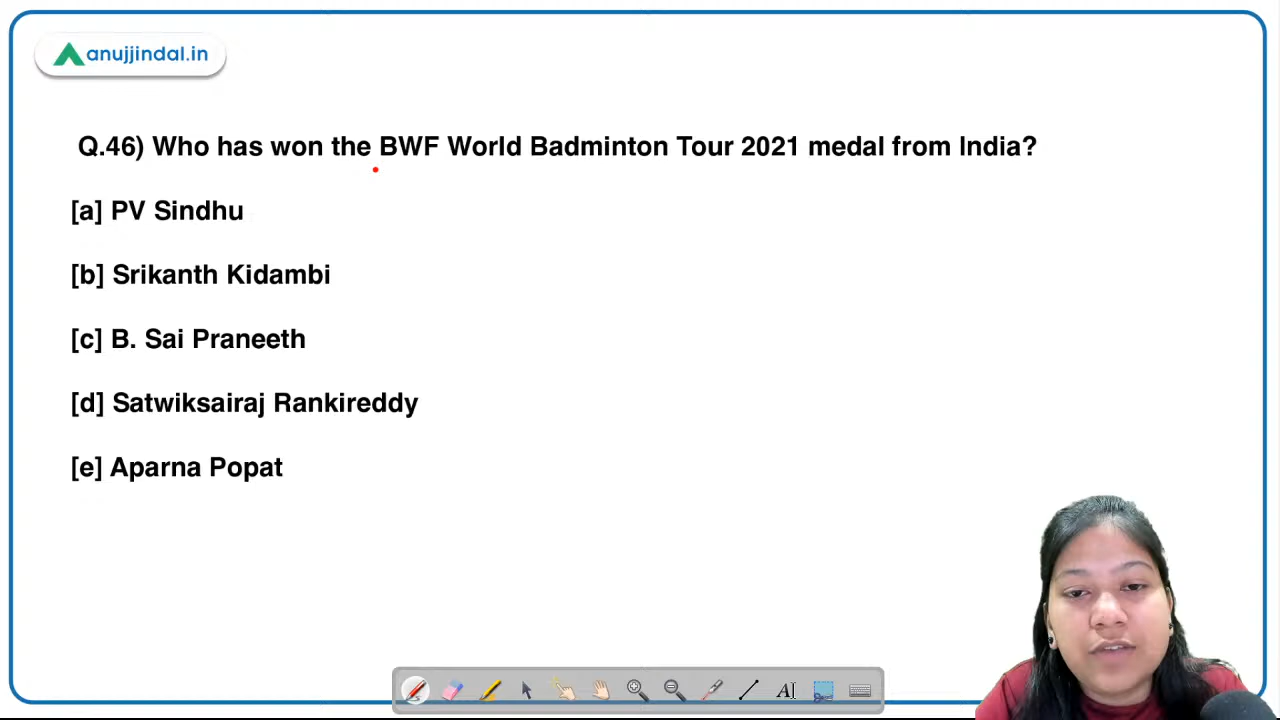 anujjindal.in
Q.46) Who has won the BWF World Badminton Tour 2021 medal from India?
[a] PV Sindhu
[b] Srikanth Kidambi
[c] B. Sai Praneeth
[d] Satwiksairaj Rankireddy
[e] Aparna Popat